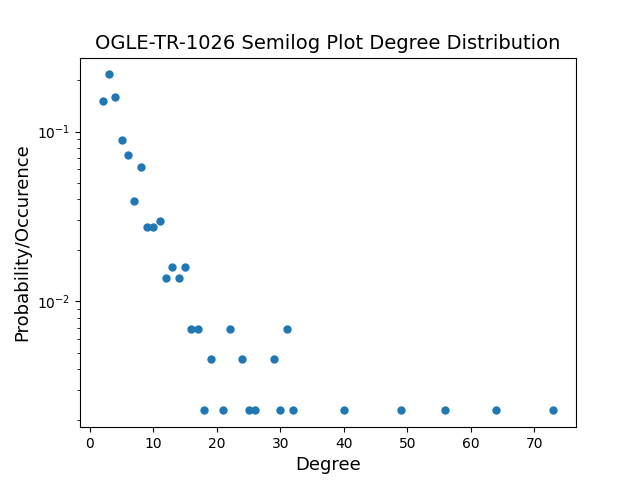 OGLE-TR-1026 Semilog Plot Degree Distribution
Probability/Occurence
10⁻¹
10⁻²
0 10 20 30 40 50 60 70
Degree